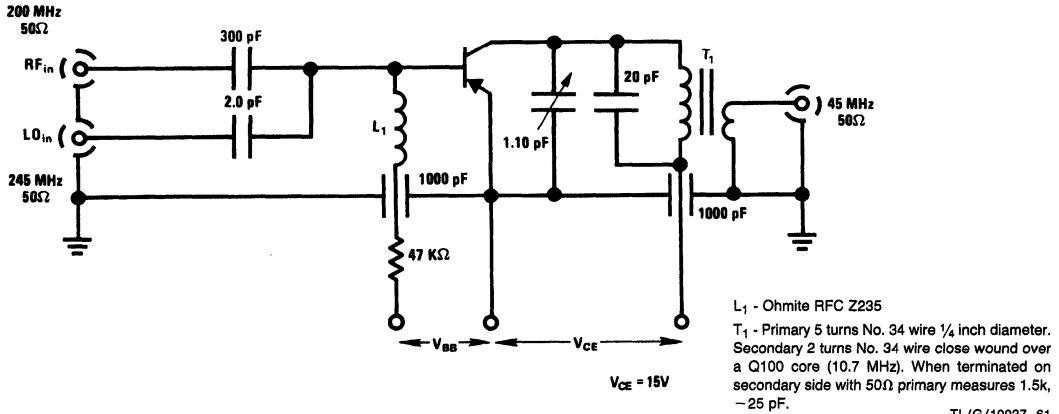 200 MHz
50Ω
RFin
300 pF
2.0 pF
LOin
245 MHz
50Ω
L1
1000 pF
47 KΩ
1.10 pF
20 pF
T1
45 MHz
50Ω
1000 pF
VBB
VCE
VCE = 15V
L1 - Ohmite RFC Z235
T1 - Primary 5 turns No. 34 wire ¼ inch diameter.
Secondary 2 turns No. 34 wire close wound over
a Q100 core (10.7 MHz). When terminated on
secondary side with 50Ω primary measures 1.5k,
−25 pF.